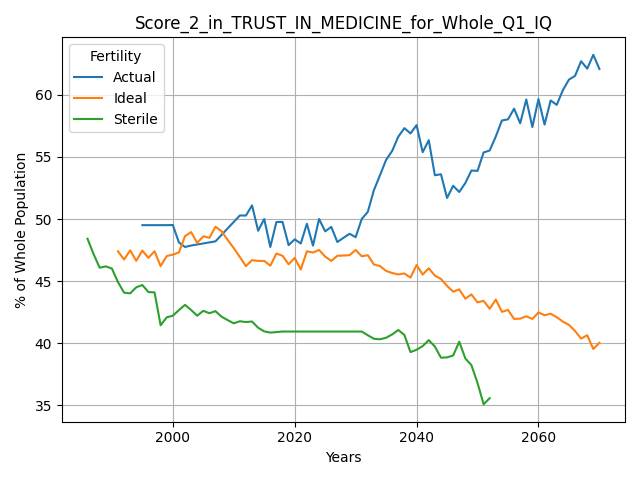 Score_2_in_TRUST_IN_MEDICINE_for_Whole_Q1_IQ
Fertility
Actual
Ideal
Sterile
% of Whole Population
60
55
50
45
40
35
2000
2020
2040
2060
Years